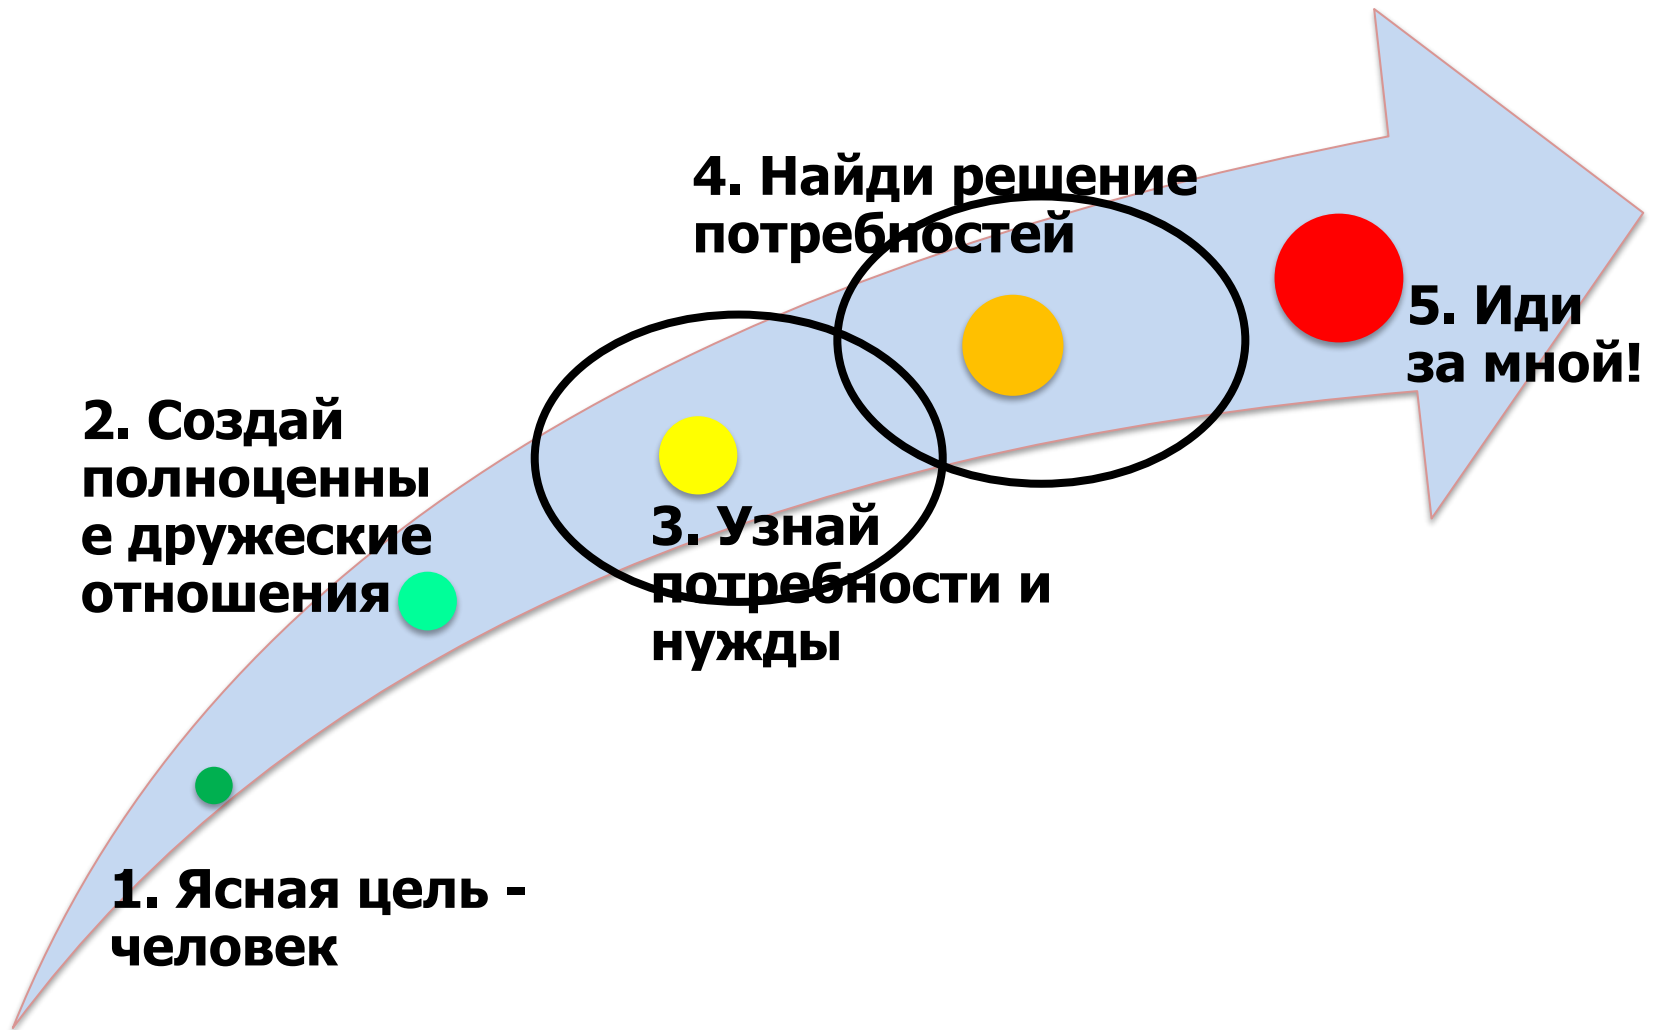 1. Ясная цель -
человек
2. Создай
полноценны
е дружеские
отношения
3. Узнай
потребности и
нужды
4. Найди решение
потребностей
5. Иди
за мной!